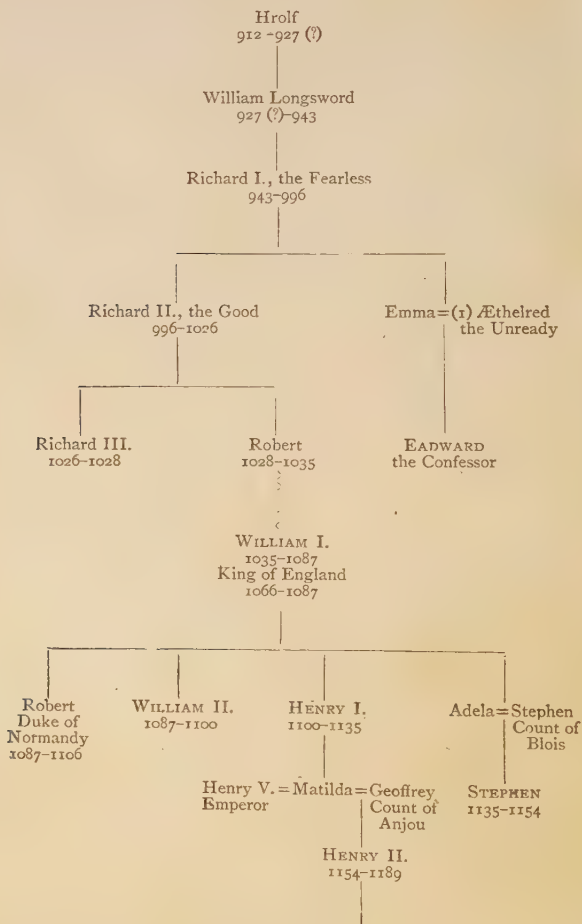 Hrolf
912-927 (?)
William Longsword
927 (?)-943
Richard I., the Fearless
943-996
Richard II., the Good
996-1026
Emma=(1) Æthelred
the Unready
Richard III.
1026-1028
Robert
1028-1035
EADWARD
the Confessor
WILLIAM I.
1035-1087
King of England
1066-1087
Robert
Duke of
Normandy
1087-1106
WILLIAM II.
1087-1100
HENRY I.
1100-1135
Adela=Stephen
Count of
Blois
Henry V.=Matilda=Geoffrey
Emperor
Count of
Anjou
STEPHEN
1135-1154
HENRY II.
1154-1189